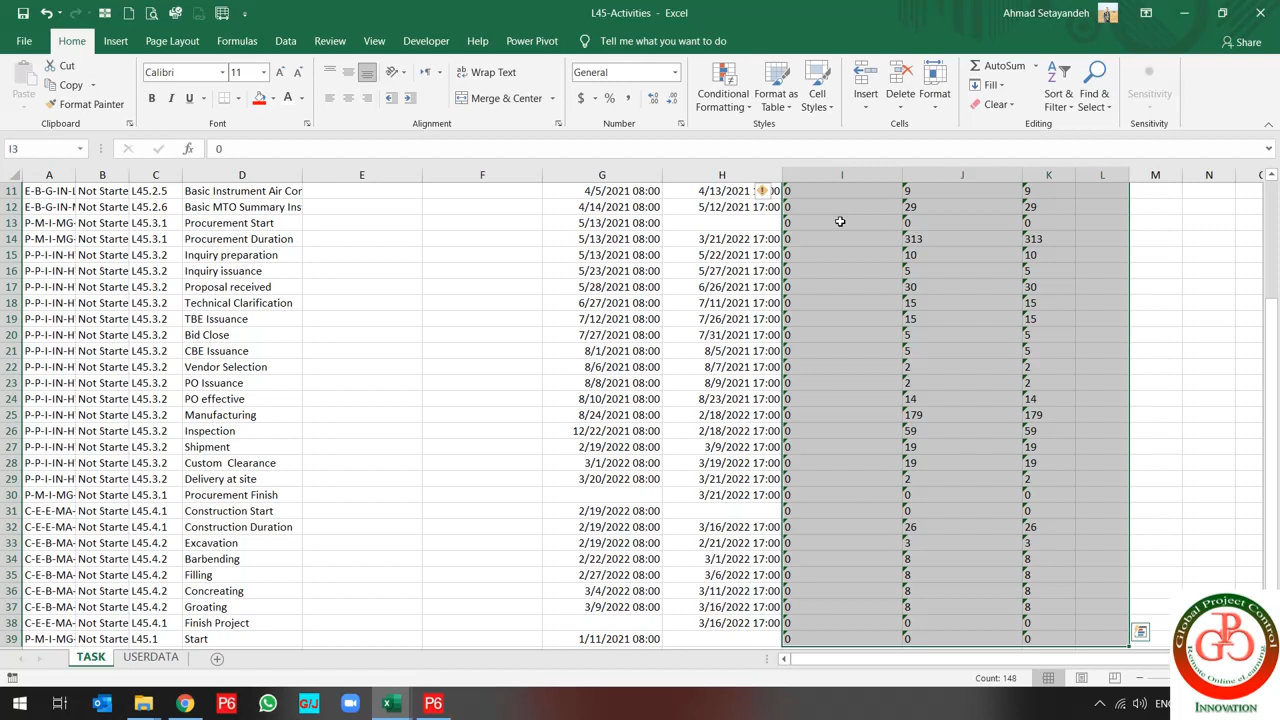 L45-Activities - Excel
Ahmad Setayandeh
File Home Insert Page Layout Formulas Data Review View Developer Help Power Pivot Tell me what you want to do Share
Paste Cut Copy Format Painter Clipboard
Calibri 11 B I U A Font
Wrap Text Merge & Center Alignment
General $ % , Number
Conditional Formatting Format as Table Cell Styles Styles
Insert Delete Format Cells
AutoSum Fill Clear Sort & Filter Find & Select Editing
Sensitivity Sensitivity
I3 fx 0
A B C D E F G H I J K L M N
11 E-B-G-IN-L Not Starte L45.2.5 Basic Instrument Air Cor 4/5/2021 08:00 4/13/2021 00 0 9 9
12 E-B-G-IN-M Not Starte L45.2.6 Basic MTO Summary Ins 4/14/2021 08:00 5/12/2021 17:00 0 29 29
13 P-M-I-MG- Not Starte L45.3.1 Procurement Start 5/13/2021 08:00 0 0 0
14 P-M-I-MG- Not Starte L45.3.1 Procurement Duration 5/13/2021 08:00 3/21/2022 17:00 0 313 313
15 P-P-I-IN-H Not Starte L45.3.2 Inquiry preparation 5/13/2021 08:00 5/22/2021 17:00 0 10 10
16 P-P-I-IN-H Not Starte L45.3.2 Inquiry issuance 5/23/2021 08:00 5/27/2021 17:00 0 5 5
17 P-P-I-IN-H Not Starte L45.3.2 Proposal received 5/28/2021 08:00 6/26/2021 17:00 0 30 30
18 P-P-I-IN-H Not Starte L45.3.2 Technical Clarification 6/27/2021 08:00 7/11/2021 17:00 0 15 15
19 P-P-I-IN-H Not Starte L45.3.2 TBE Issuance 7/12/2021 08:00 7/26/2021 17:00 0 15 15
20 P-P-I-IN-H Not Starte L45.3.2 Bid Close 7/27/2021 08:00 7/31/2021 17:00 0 5 5
21 P-P-I-IN-H Not Starte L45.3.2 CBE Issuance 8/1/2021 08:00 8/5/2021 17:00 0 5 5
22 P-P-I-IN-H Not Starte L45.3.2 Vendor Selection 8/6/2021 08:00 8/7/2021 17:00 0 2 2
23 P-P-I-IN-H Not Starte L45.3.2 PO Issuance 8/8/2021 08:00 8/9/2021 17:00 0 2 2
24 P-P-I-IN-H Not Starte L45.3.2 PO effective 8/10/2021 08:00 8/23/2021 17:00 0 14 14
25 P-P-I-IN-H Not Starte L45.3.2 Manufacturing 8/24/2021 08:00 2/18/2022 17:00 0 179 179
26 P-P-I-IN-H Not Starte L45.3.2 Inspection 12/22/2021 08:00 2/18/2022 17:00 0 59 59
27 P-P-I-IN-H Not Starte L45.3.2 Shipment 2/19/2022 08:00 3/9/2022 17:00 0 19 19
28 P-P-I-IN-H Not Starte L45.3.2 Custom Clearance 3/1/2022 08:00 3/19/2022 17:00 0 19 19
29 P-P-I-IN-H Not Starte L45.3.2 Delivery at site 3/20/2022 08:00 3/21/2022 17:00 0 2 2
30 P-M-I-MG- Not Starte L45.3.1 Procurement Finish 3/21/2022 17:00 0 0 0
31 C-E-E-MA- Not Starte L45.4.1 Construction Start 2/19/2022 08:00 0 0 0
32 C-E-E-MA- Not Starte L45.4.1 Construction Duration 2/19/2022 08:00 3/16/2022 17:00 0 26 26
33 C-E-B-MA- Not Starte L45.4.2 Excavation 2/19/2022 08:00 2/21/2022 17:00 0 3 3
34 C-E-B-MA- Not Starte L45.4.2 Barbending 2/22/2022 08:00 3/1/2022 17:00 0 8 8
35 C-E-B-MA- Not Starte L45.4.2 Filling 2/27/2022 08:00 3/6/2022 17:00 0 8 8
36 C-E-B-MA- Not Starte L45.4.2 Concreating 3/4/2022 08:00 3/11/2022 17:00 0 8 8
37 C-E-B-MA- Not Starte L45.4.2 Groating 3/9/2022 08:00 3/16/2022 17:00 0 8 8
38 C-E-E-MA- Not Starte L45.4.1 Finish Project 3/16/2022 17:00 0 0 0
39 P-M-I-MG- Not Starte L45.1 Start 1/11/2021 08:00 0 0 0
TASK USERDATA
Count: 148
P6 G/J P6
Global Project Control
Remote Online eLearning
GPC
INNOVATION